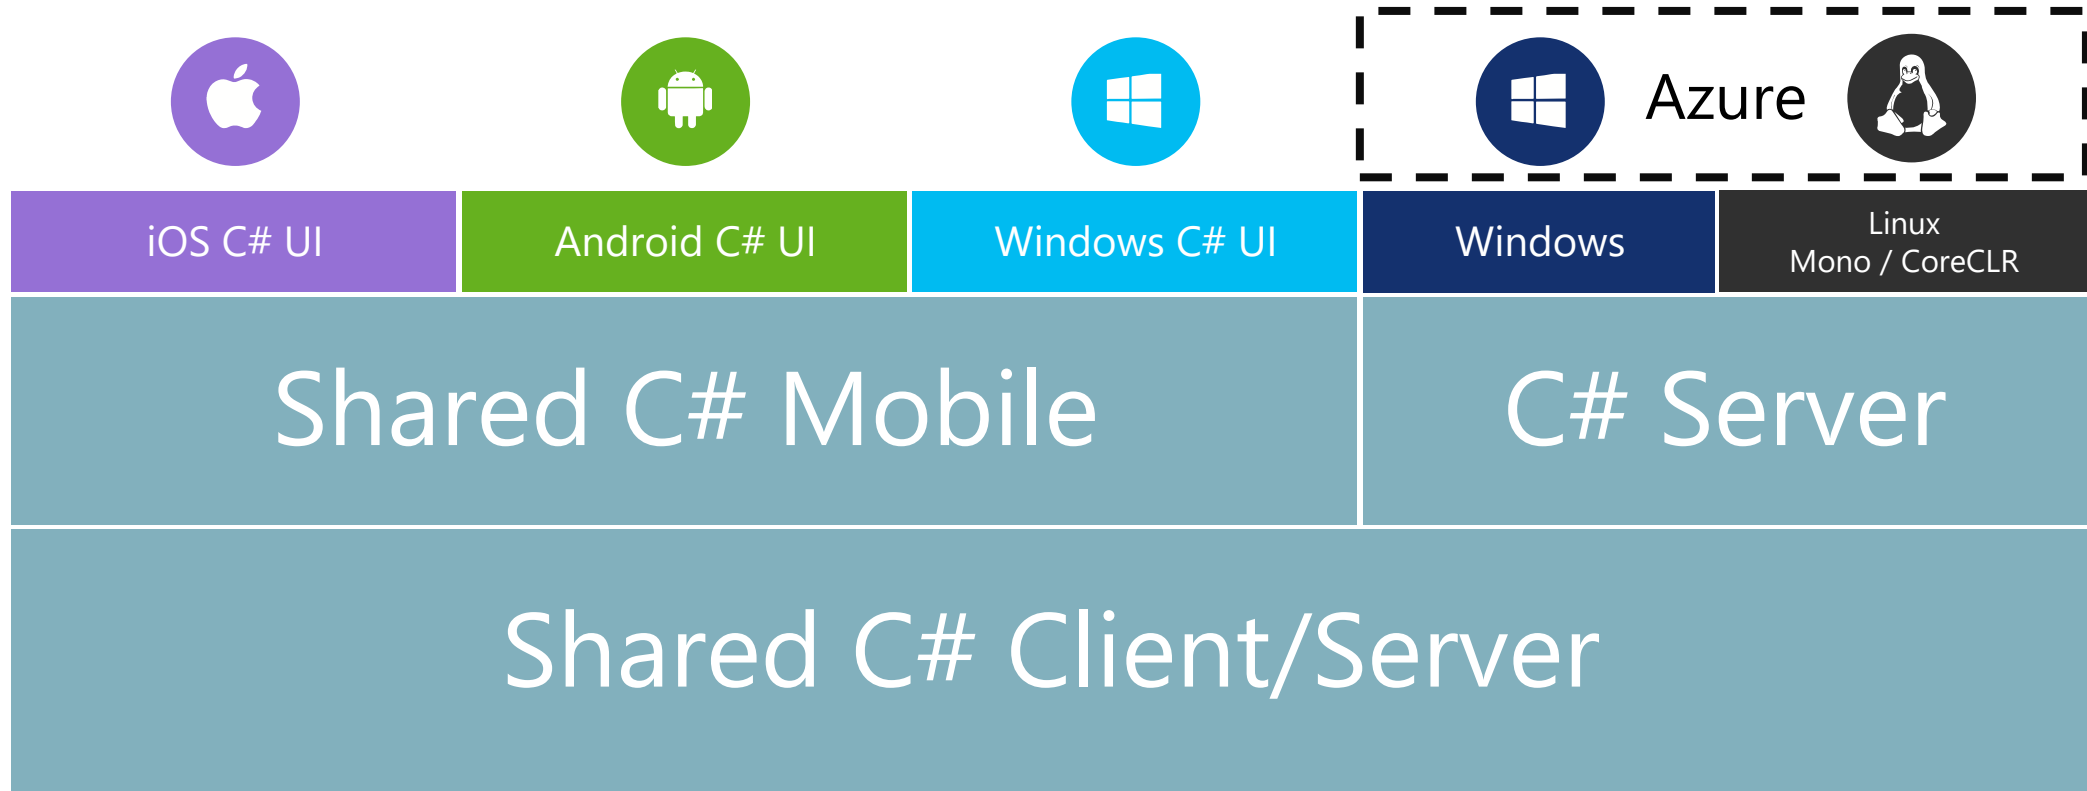 Azure
iOS C# UI
Android C# UI
Windows C# UI
Windows
Linux
Mono / CoreCLR
Shared C# Mobile
C# Server
Shared C# Client/Server